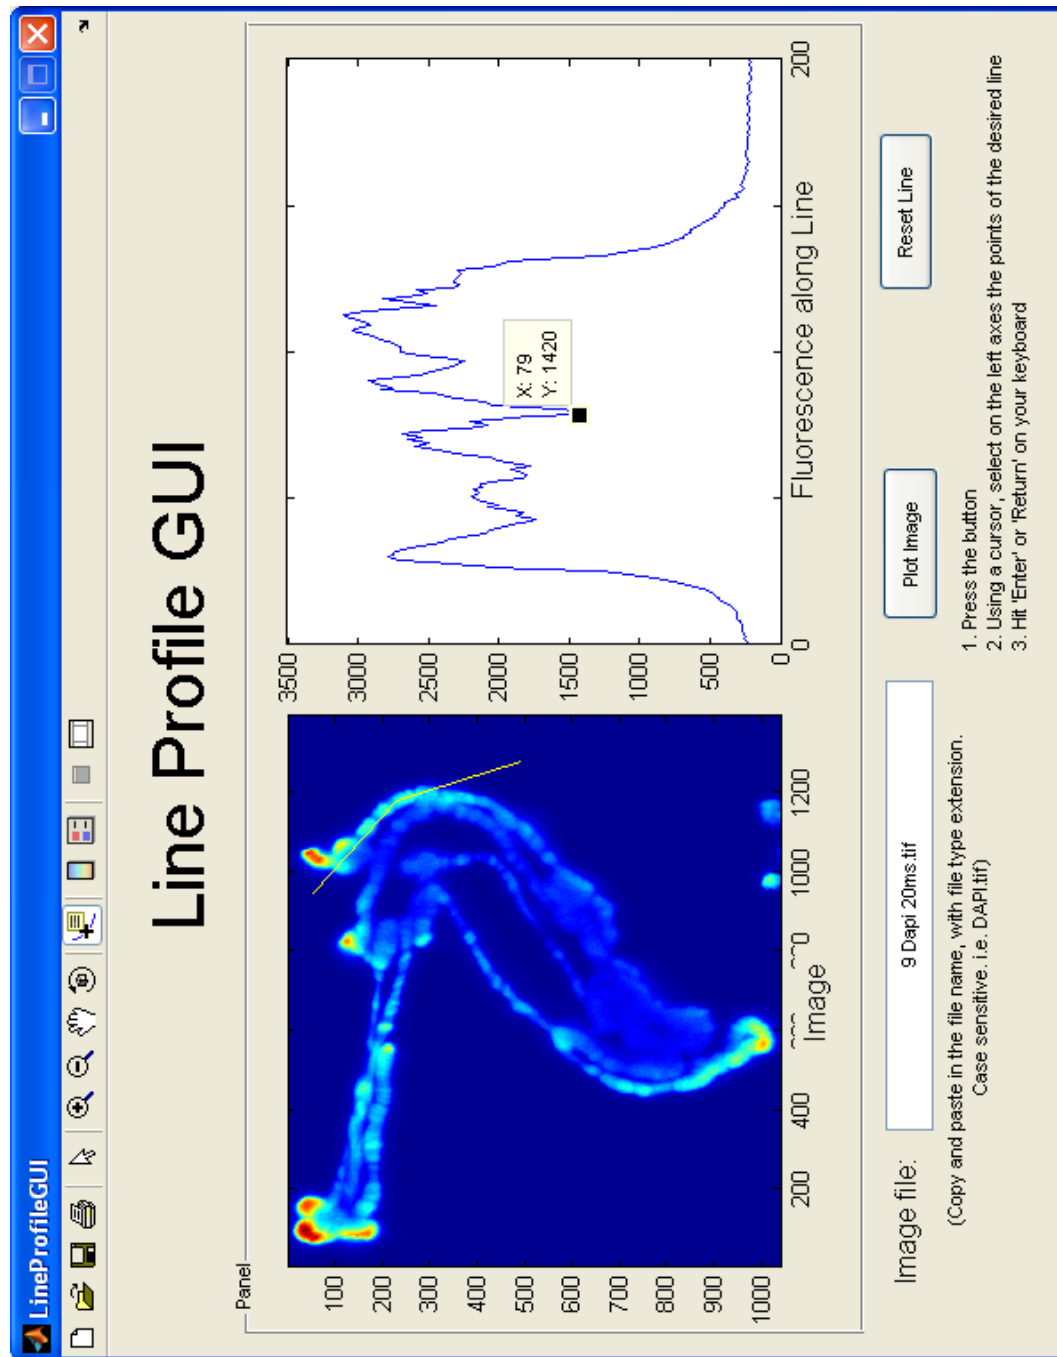 LineProfileGUI
Line Profile GUI
Panel
100
200
300
400
500
600
700
800
900
1000
200
400
1000
1200
Image
3500
3000
2500
2000
1500
1000
500
0
0
200
X: 79
Y: 1420
Fluorescence along Line
Image file:
9 Dapi 20ms.tif
Plot Image
Reset Line
(Copy and paste in the file name, with file type extension.
Case sensitive. i.e. DAPI.tif)
1. Press the button
2. Using a cursor, select on the left axes the points of the desired line
3. Hit 'Enter' or 'Return' on your keyboard